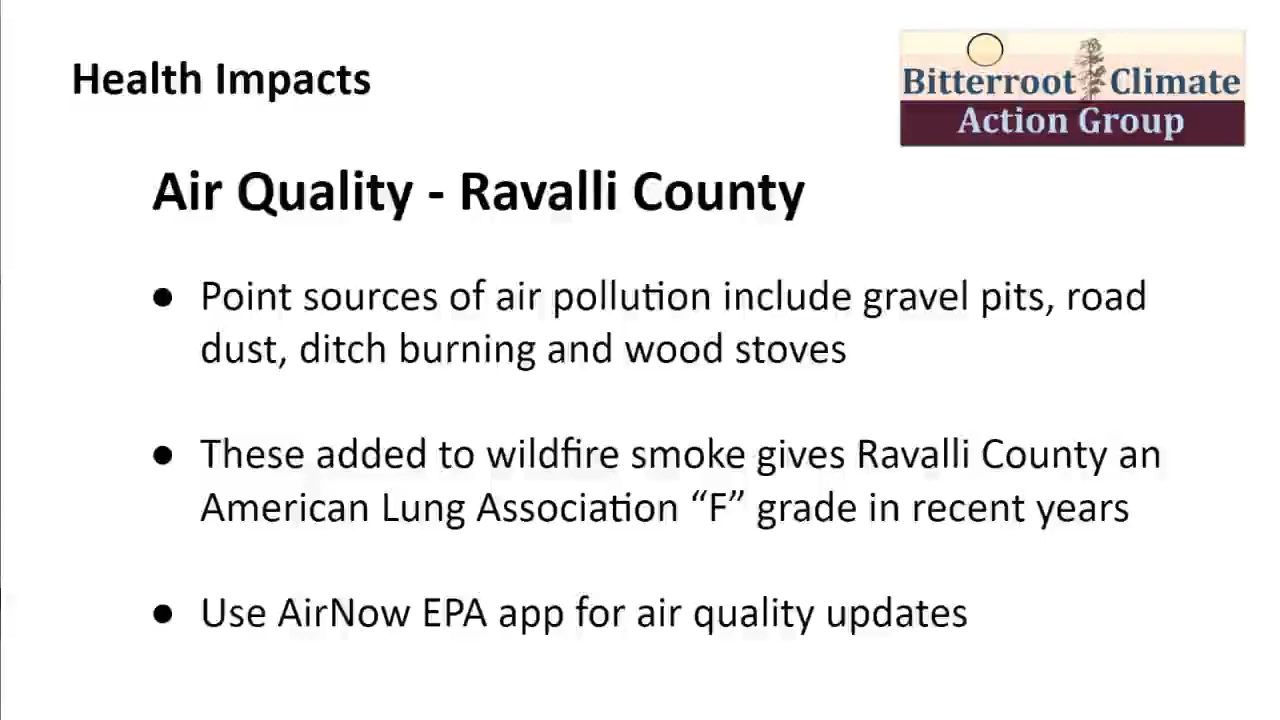 Health Impacts
Bitterroot Climate
Action Group
Air Quality - Ravalli County
● Point sources of air pollution include gravel pits, road
dust, ditch burning and wood stoves
● These added to wildfire smoke gives Ravalli County an
American Lung Association “F” grade in recent years
● Use AirNow EPA app for air quality updates